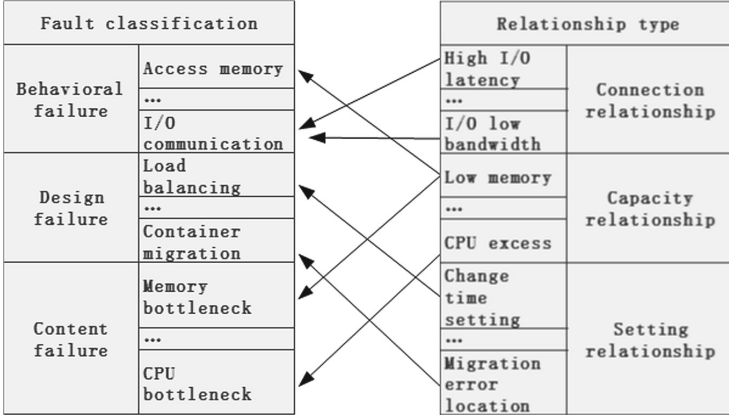 Fault classification
Behavioral
failure
Access memory
…
I/O
communication
Design
failure
Load
balancing
…
Container
migration
Content
failure
Memory
bottleneck
…
CPU
bottleneck
Relationship type
High I/O
latency
…
I/O low
bandwidth
Connection
relationship
Low memory
…
CPU excess
Capacity
relationship
Change
time
setting
…
Migration
error
location
Setting
relationship